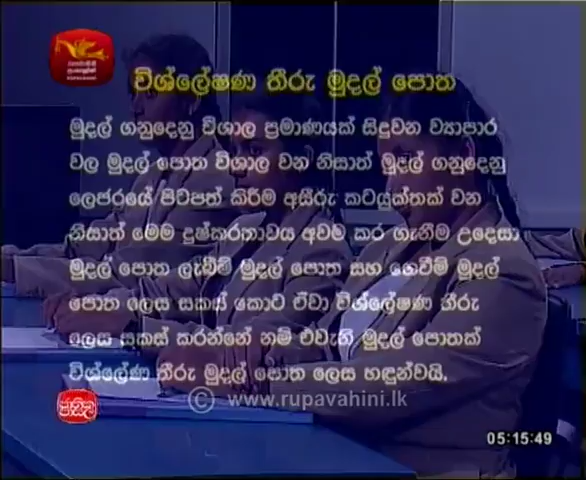 විශ්ලේෂණ තීරු මුදල් පොත
මුදල් ගනුදෙනු විශාල ප්‍රමාණයක් සිදුවන ව්‍යාපාර
වල මුදල් පොත විශාල වන නිසාත් මුදල් ගනුදෙනු
ලෙජරයේ පිටපත් කිරීම අසීරු කටයුත්තක් වන
නිසාත් මෙම දුෂ්කරතාවය අවම කර ගැනීම උදෙසා
මුදල් පොත ලැබීම් මුදල් පොත සහ ගෙවීම් මුදල්
පොත ලෙස සකස් කොට ඒවා විශ්ලේෂණ තීරු
ලෙස සකස් කරන්නේ නම් එවැනි මුදල් පොතක්
විශ්ලේණ තීරු මුදල් පොත ලෙස හඳුන්වයි.
© www.rupavahini.lk
05:15:49